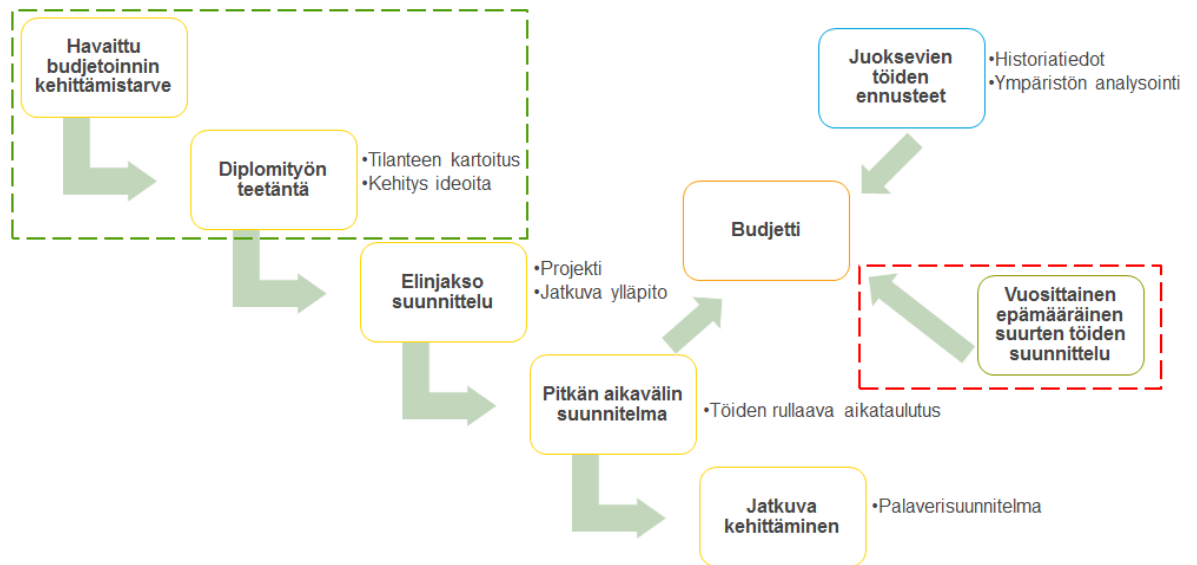 Havaittu
budjetoinnin
kehittämistarve
Diplomityön
teetäntä
•Tilanteen kartoitus
•Kehitys ideoita
Elinjakso
suunnittelu
•Projekti
•Jatkuva ylläpito
Pitkän aikavälin
suunnitelma
•Töiden rullaava aikataulutus
Jatkuva
kehittäminen
•Palaverisuunnitelma
Juoksevien
töiden
ennusteet
•Historiatiedot
•Ympäristön analysointi
Budjetti
Vuosittainen
epämääräinen
suurten töiden
suunnittelu